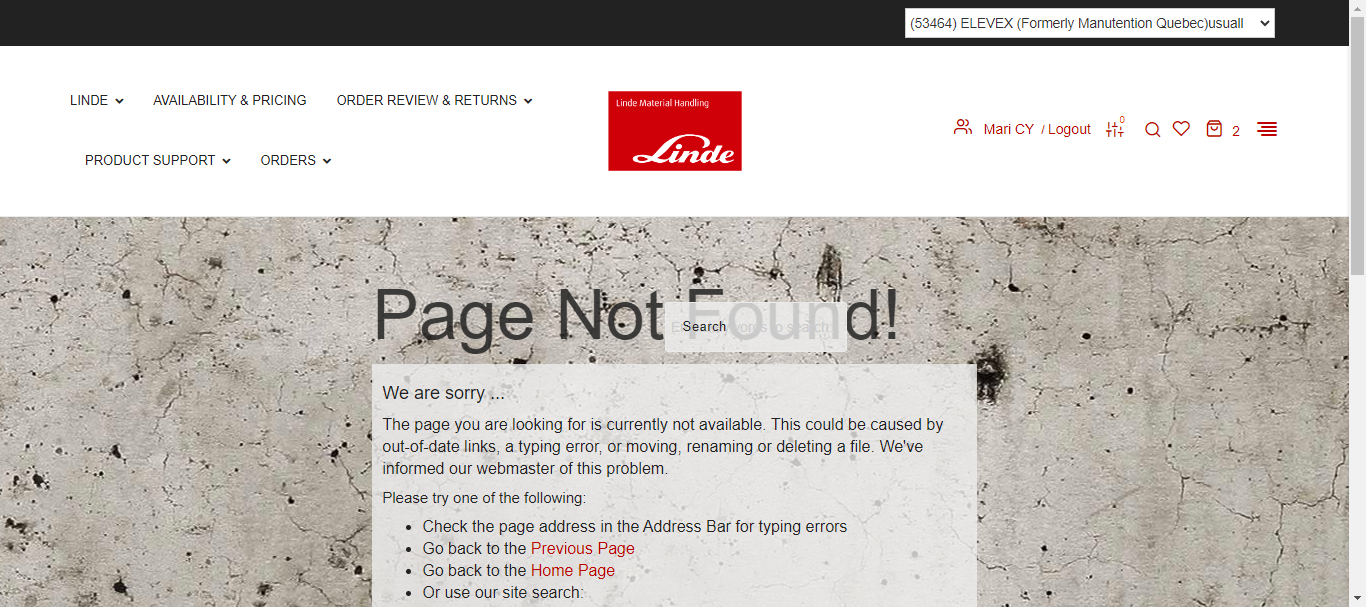 (53464) ELEVEX (Formerly Manutention Quebec)usuall
LINDE
AVAILABILITY & PRICING
ORDER REVIEW & RETURNS
PRODUCT SUPPORT
ORDERS
Linde Material Handling
Linde
Mari CY / Logout
0
2
Page Not Found!
Search
We are sorry ...
The page you are looking for is currently not available. This could be caused by
out-of-date links, a typing error, or moving, renaming or deleting a file. We've
informed our webmaster of this problem.
Please try one of the following:
• Check the page address in the Address Bar for typing errors
• Go back to the Previous Page
• Go back to the Home Page
• Or use our site search: